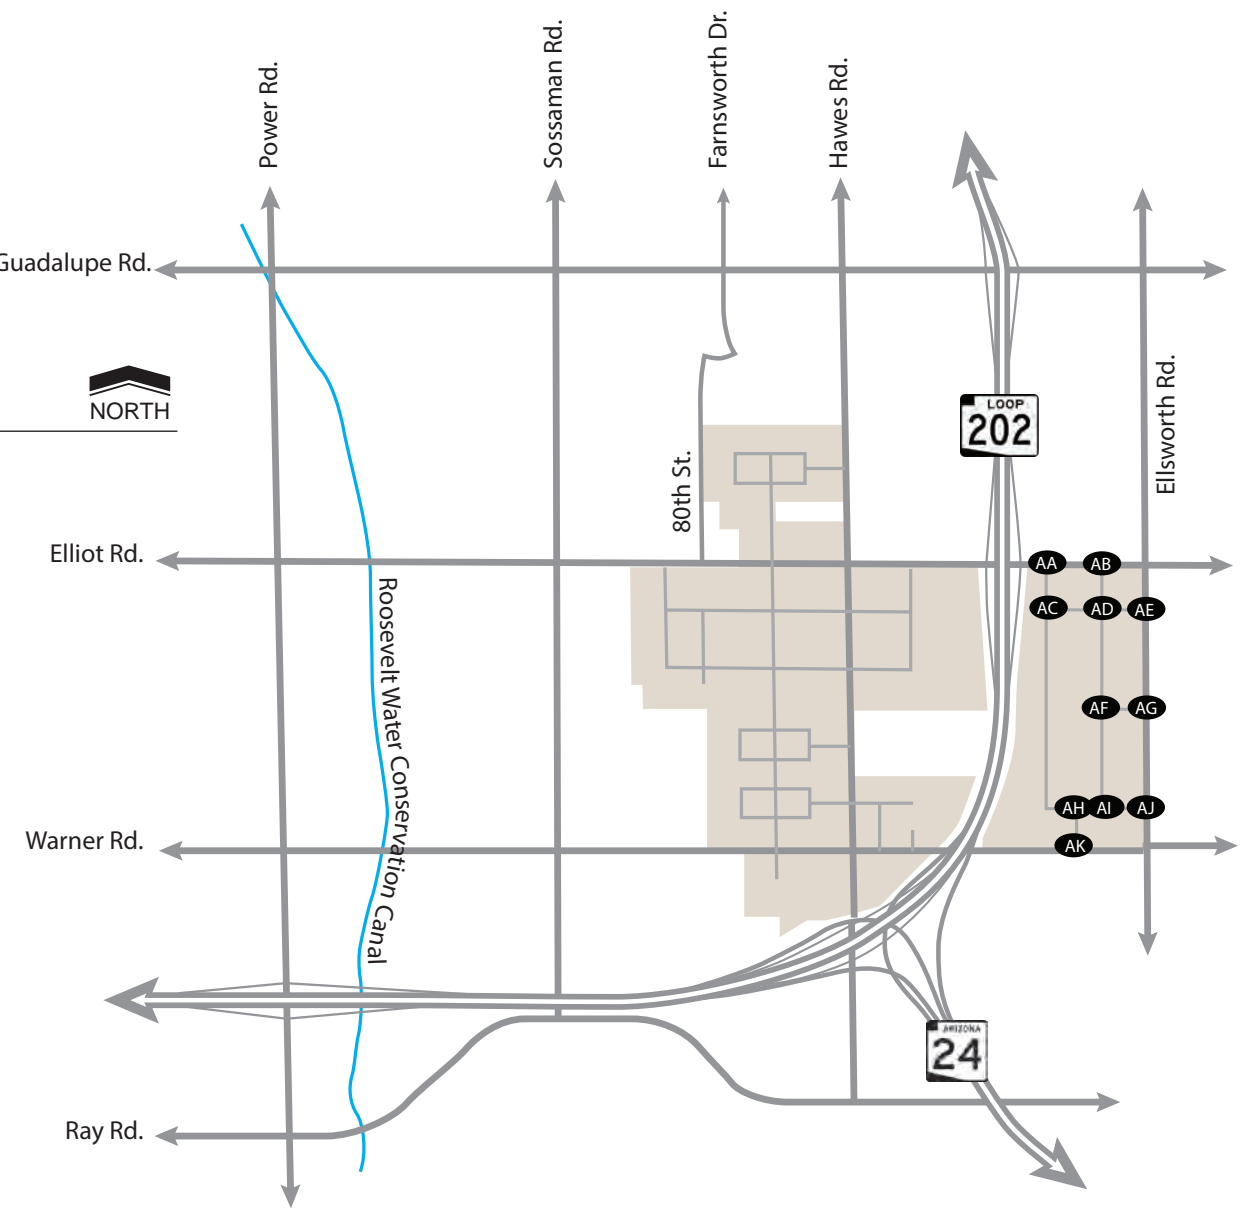 Power Rd.
Sossaman Rd.
Farnsworth Dr.
Hawes Rd.
Guadalupe Rd.
NORTH
LOOP
202
Ellsworth Rd.
80th St.
Elliot Rd.
AA
AB
AC
AD
AE
Roosevelt Water Conservation Canal
AF
AG
AH
AI
AJ
Warner Rd.
AK
ARIZONA
24
Ray Rd.